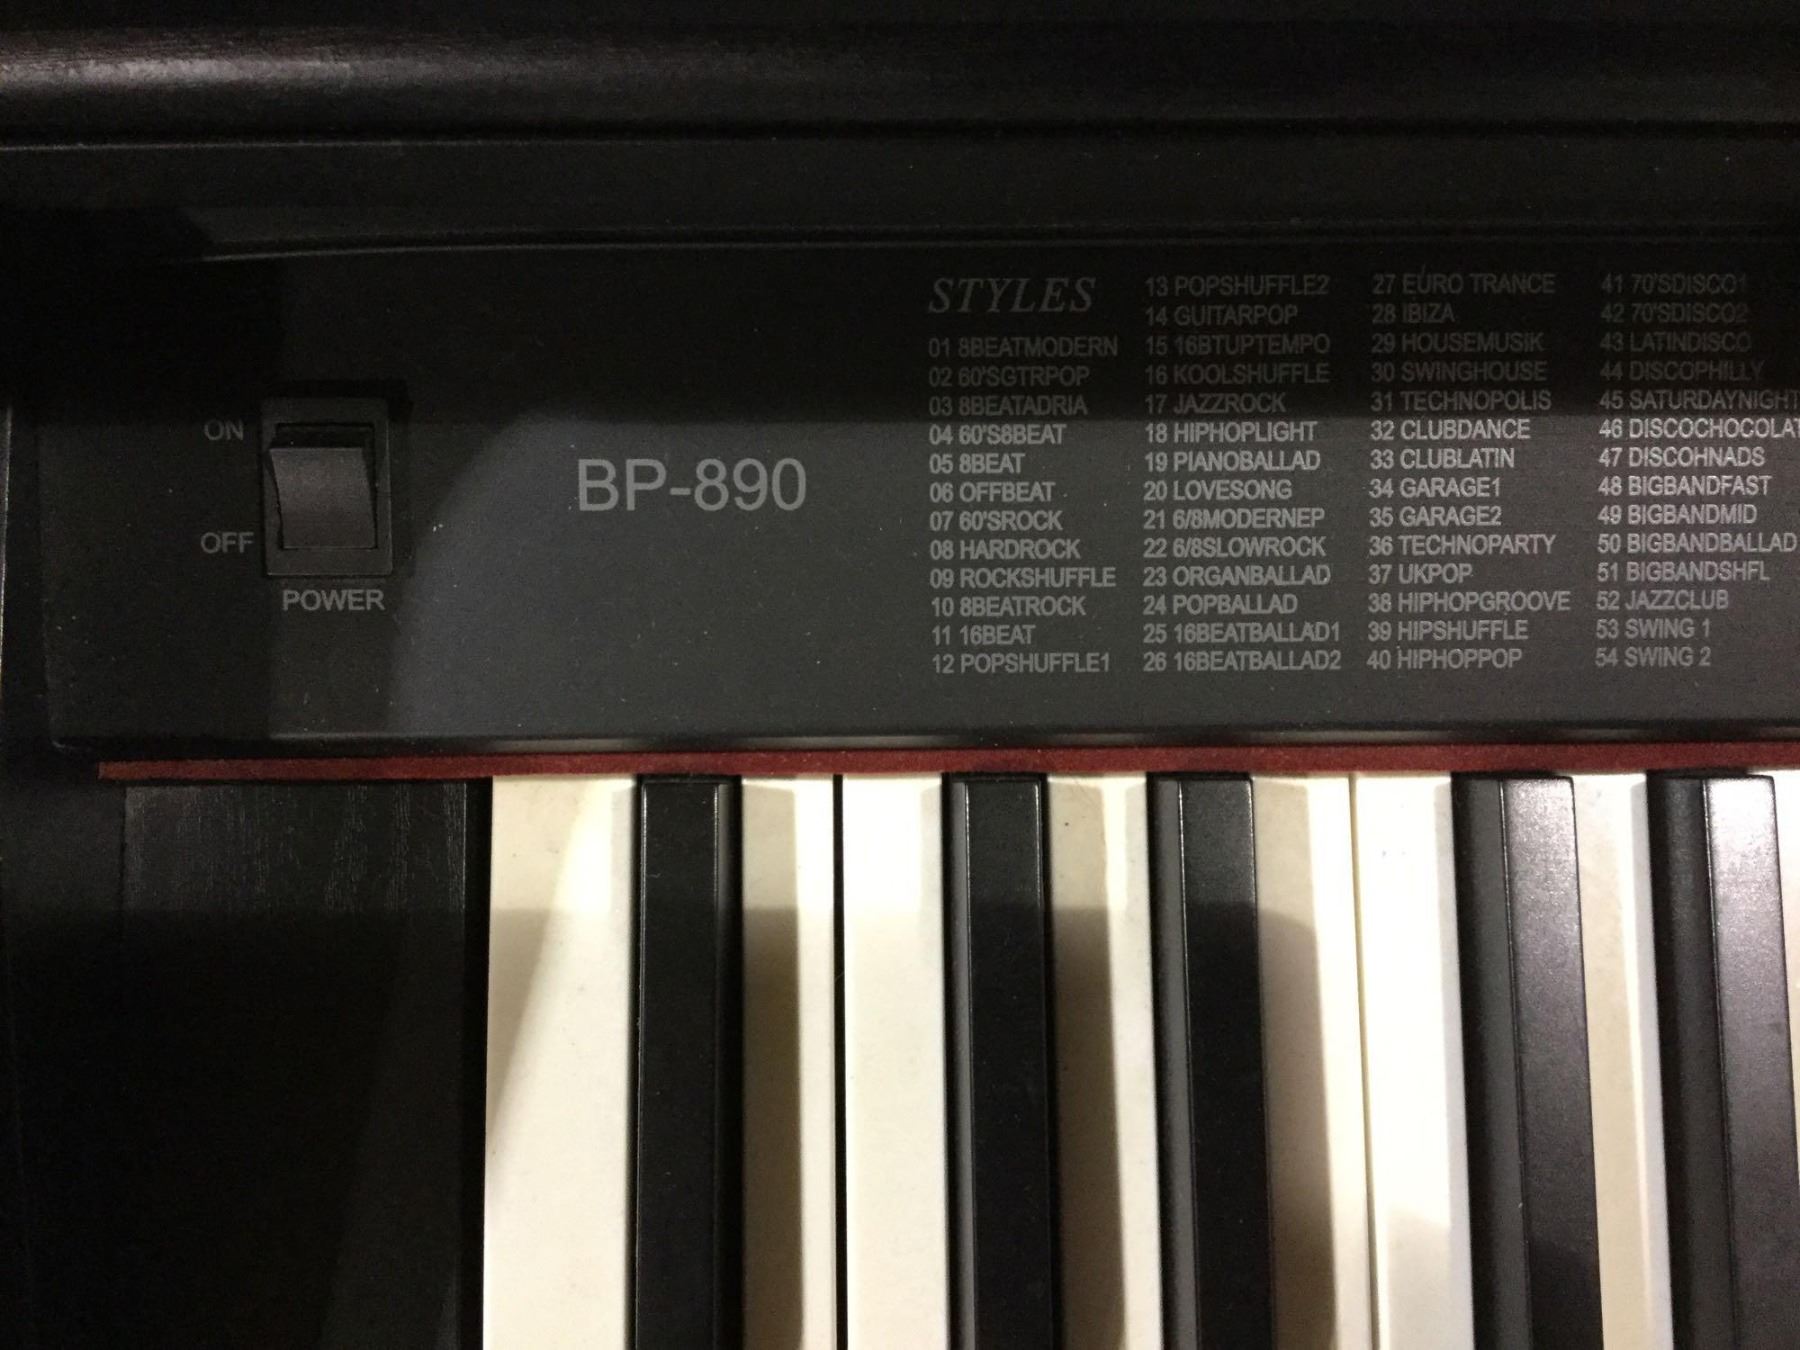 ON
OFF
POWER
BP-890
STYLES
01 8BEATMODERN
02 60'SGTRPOP
03 8BEATADRIA
04 60'S8BEAT
05 8BEAT
06 OFFBEAT
07 60'SROCK
08 HARDROCK
09 ROCKSHUFFLE
10 8BEATROCK
11 16BEAT
12 POPSHUFFLE1
13 POPSHUFFLE2
14 GUITARPOP
15 16BTUPTEMPO
16 KOOLSHUFFLE
17 JAZZROCK
18 HIPHOPLIGHT
19 PIANOBALLAD
20 LOVESONG
21 6/8MODERNEP
22 6/8SLOWROCK
23 ORGANBALLAD
24 POPBALLAD
25 16BEATBALLAD1
26 16BEATBALLAD2
27 EURO TRANCE
28 IBIZA
29 HOUSEMUSIK
30 SWINGHOUSE
31 TECHNOPOLIS
32 CLUBDANCE
33 CLUBLATIN
34 GARAGE1
35 GARAGE2
36 TECHNOPARTY
37 UKPOP
38 HIPHOPGROOVE
39 HIPSHUFFLE
40 HIPHOPPOP
41 70'SDISCO1
42 70'SDISCO2
43 LATINDISCO
44 DISCOPHILLY
45 SATURDAYNIGHT
46 DISCOCHOCOLAT
47 DISCOHNADS
48 BIGBANDFAST
49 BIGBANDMID
50 BIGBANDBALLAD
51 BIGBANDSHFL
52 JAZZCLUB
53 SWING 1
54 SWING 2